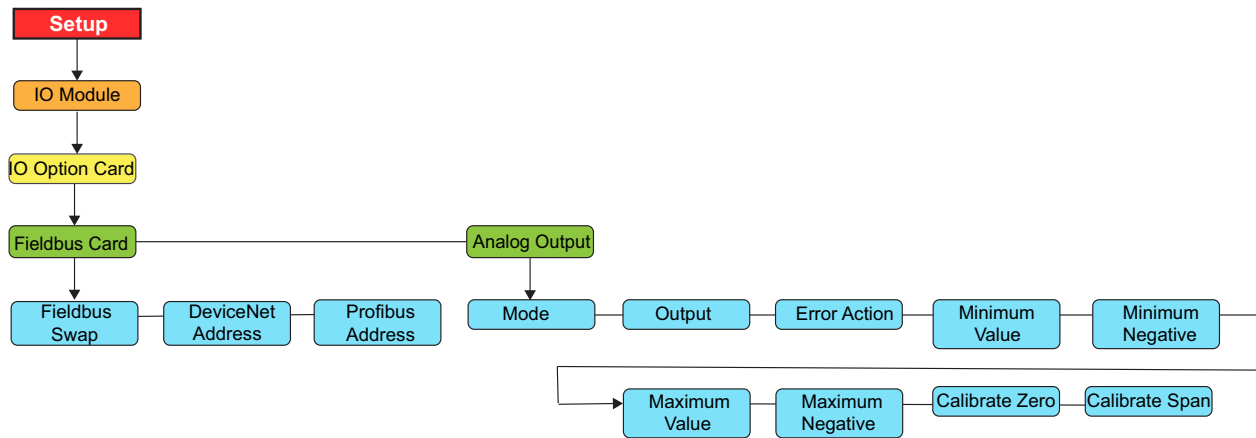 Setup
IO Module
IO Option Card
Fieldbus Card
Analog Output
Fieldbus
Swap
DeviceNet
Address
Profibus
Address
Mode
Output
Error Action
Minimum
Value
Minimum
Negative
Maximum
Value
Maximum
Negative
Calibrate Zero
Calibrate Span